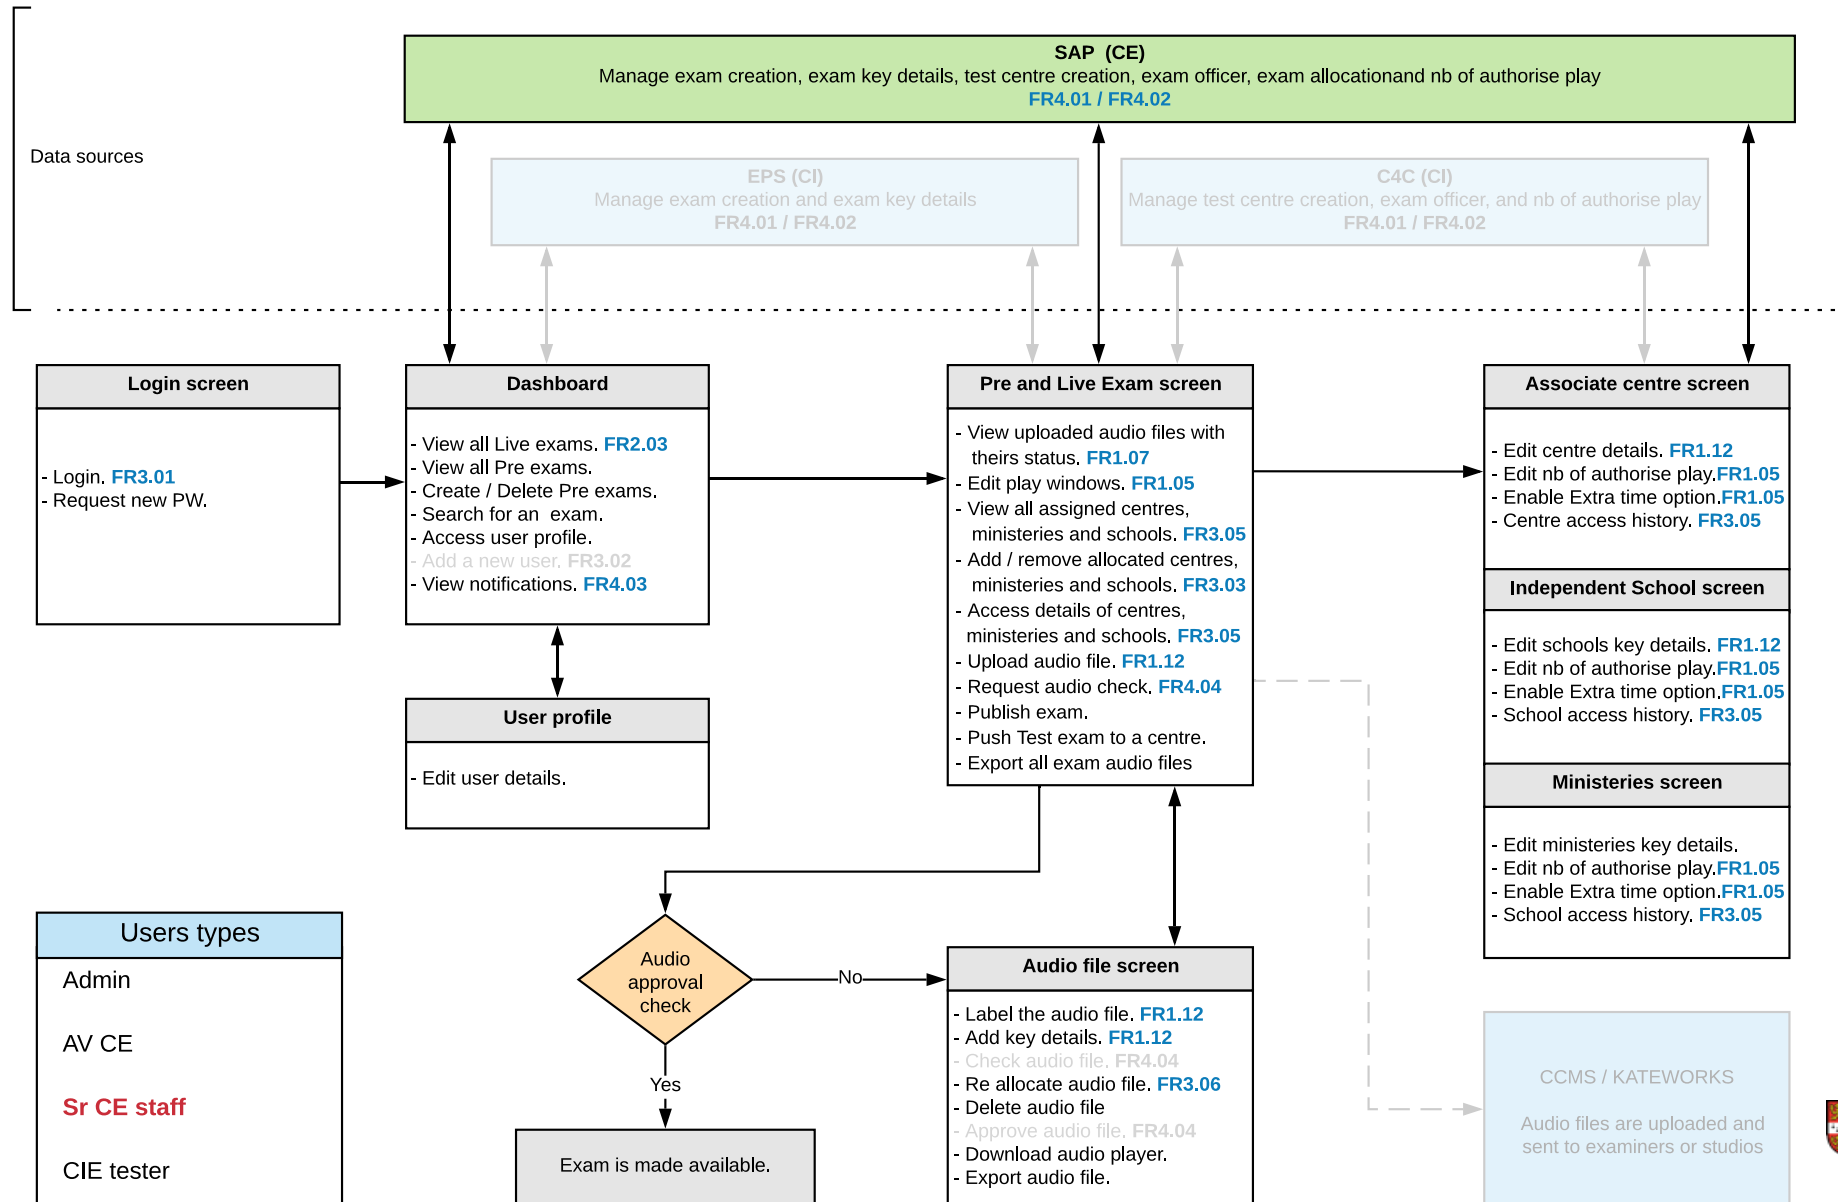 SAP  (CE)
Manage exam creation, exam key details, test centre creation, exam officer, exam allocationand nb of authorise play
FR4.01 / FR4.02
Data sources
EPS (CI)
Manage exam creation and exam key details
FR4.01 / FR4.02
C4C (CI)
Manage test centre creation, exam officer, and nb of authorise play
FR4.01 / FR4.02
Login screen
- Login. FR3.01
- Request new PW.
Dashboard
- View all Live exams. FR2.03
- View all Pre exams.
- Create / Delete Pre exams.
- Search for an  exam.
- Access user profile.
- Add a new user. FR3.02
- View notifications. FR4.03
User profile
- Edit user details.
Pre and Live Exam screen
- View uploaded audio files with
theirs status. FR1.07
- Edit play windows. FR1.05
- View all assigned centres,
ministeries and schools. FR3.05
- Add / remove allocated centres,
ministeries and schools. FR3.03
- Access details of centres,
ministeries and schools. FR3.05
- Upload audio file. FR1.12
- Request audio check. FR4.04
- Publish exam.
- Push Test exam to a centre.
- Export all exam audio files
Associate centre screen
- Edit centre details. FR1.12
- Edit nb of authorise play.FR1.05
- Enable Extra time option.FR1.05
- Centre access history. FR3.05
Independent School screen
- Edit schools key details. FR1.12
- Edit nb of authorise play.FR1.05
- Enable Extra time option.FR1.05
- School access history. FR3.05
Ministeries screen
- Edit ministeries key details.
- Edit nb of authorise play.FR1.05
- Enable Extra time option.FR1.05
- School access history. FR3.05
Users types
Admin
AV CE
Sr CE staff
CIE tester
Audio
approval
check
No
Yes
Exam is made available.
Audio file screen
- Label the audio file. FR1.12
- Add key details. FR1.12
- Check audio file. FR4.04
- Re allocate audio file. FR3.06
- Delete audio file
- Approve audio file. FR4.04
- Download audio player.
- Export audio file.
CCMS / KATEWORKS
Audio files are uploaded and
sent to examiners or studios